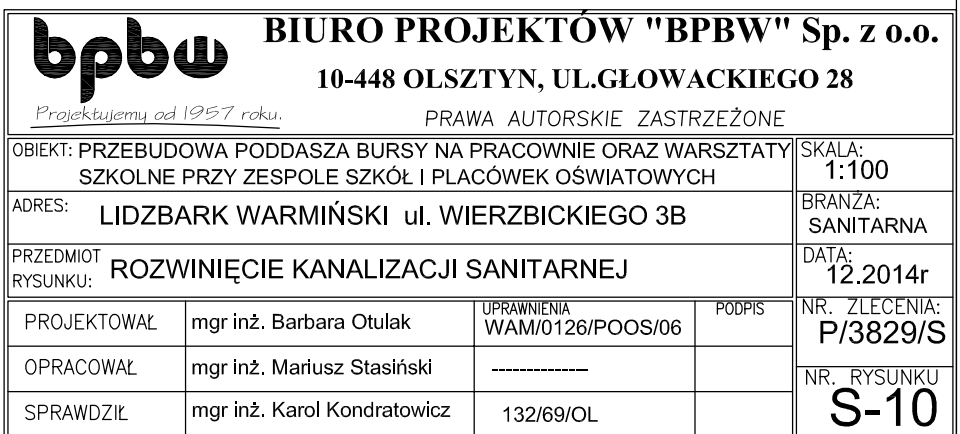 bpbw
BIURO PROJEKTÓW "BPBW" Sp. z o.o.
10-448 OLSZTYN, UL.GŁOWACKIEGO 28
Projektujemy od 1957 roku.
PRAWA AUTORSKIE ZASTRZEŻONE
OBIEKT: PRZEBUDOWA PODDASZA BURSY NA PRACOWNIE ORAZ WARSZTATY
SZKOLNE PRZY ZESPOLE SZKÓŁ I PLACÓWEK OŚWIATOWYCH
SKALA:
1:100
ADRES: LIDZBARK WARMIŃSKI ul. WIERZBICKIEGO 3B
BRANŻA:
SANITARNA
PRZEDMIOT
RYSUNKU: ROZWINIĘCIE KANALIZACJI SANITARNEJ
DATA:
12.2014r
UPRAWNIENIA PODPIS
PROJEKTOWAŁ mgr inż. Barbara Otulak WAM/0126/POOS/06
NR. ZLECENIA:
P/3829/S
OPRACOWAŁ mgr inż. Mariusz Stasiński --------------
SPRAWDZIŁ mgr inż. Karol Kondratowicz 132/69/OL
NR. RYSUNKU
S-10